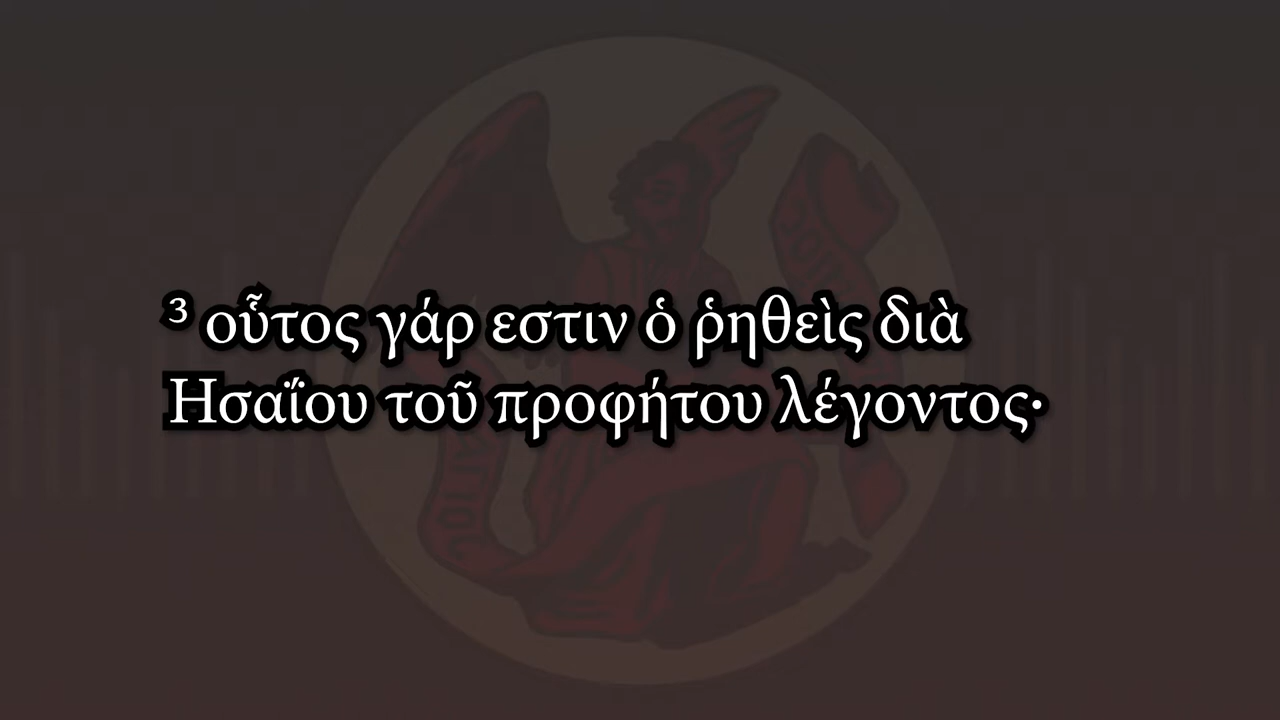 ³ οὗτος γάρ εστιν ὁ ῥηθεὶς διὰ
Ησαΐου τοῦ προφήτου λέγοντος·